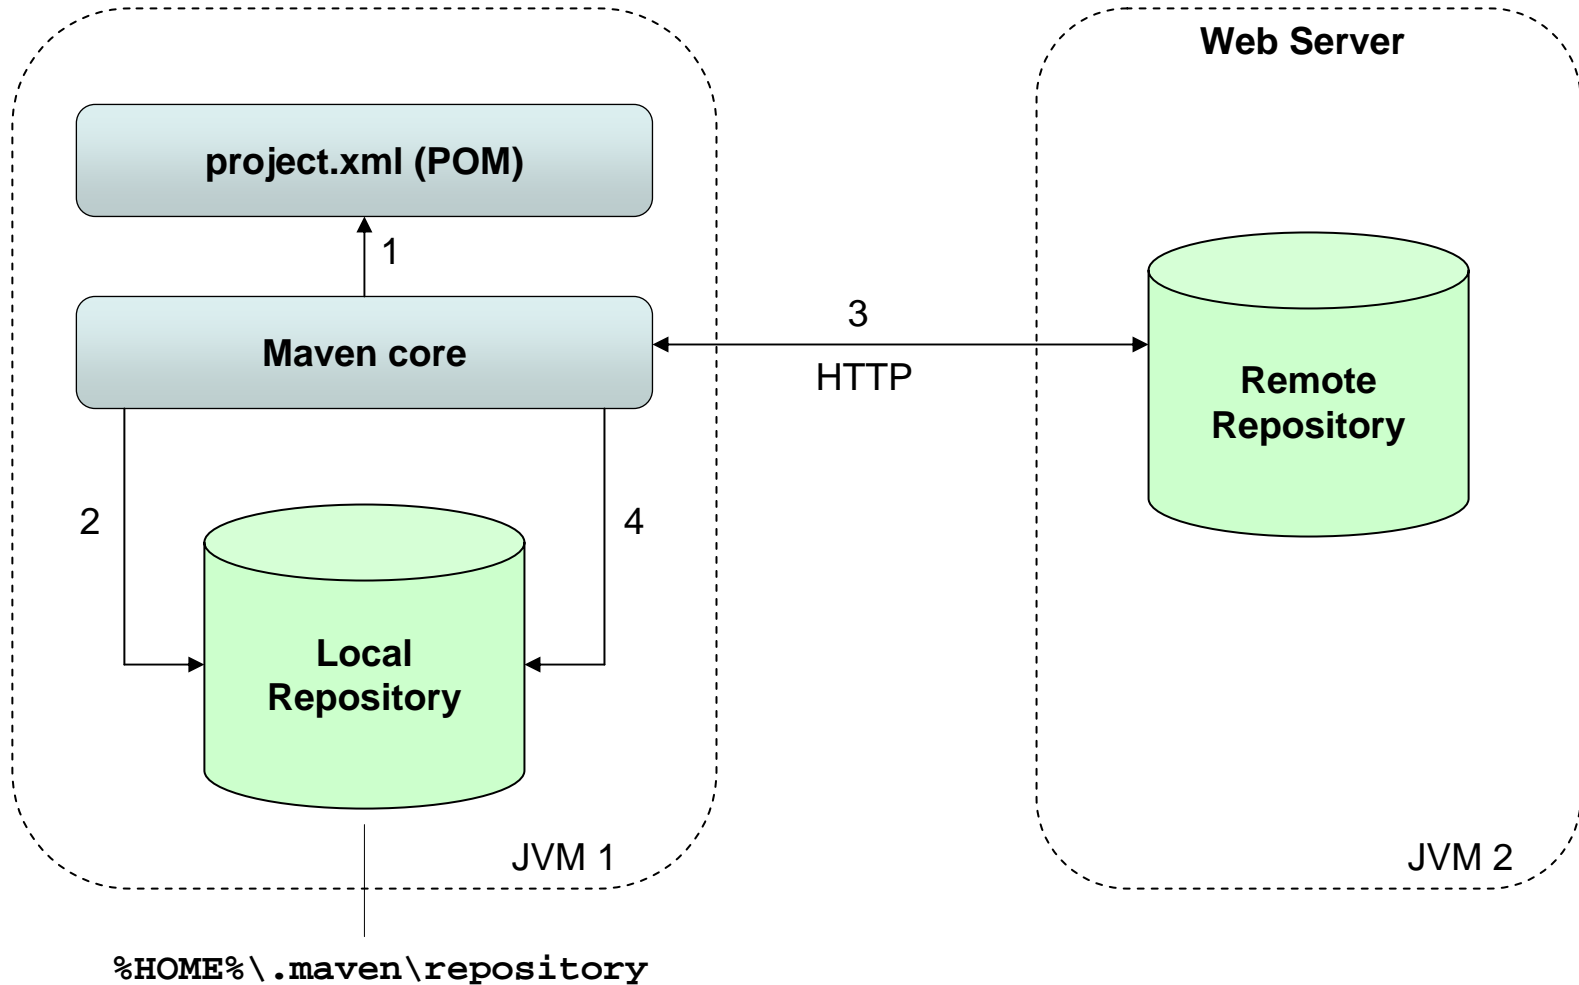 Web Server
project.xml (POM)
1
Maven core
3
HTTP
Remote
Repository
2
4
Local
Repository
JVM 1
JVM 2
%HOME%\.maven\repository